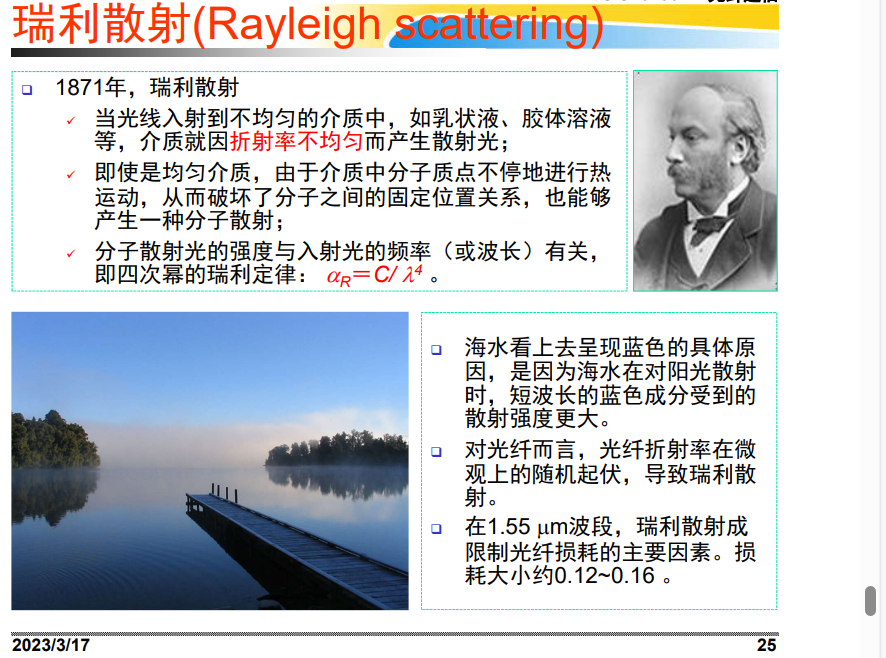 瑞利散射(Rayleigh scattering)
1871年，瑞利散射
当光线入射到不均匀的介质中，如乳状液、胶体溶液
等，介质就因折射率不均匀而产生散射光；
即使是均匀介质，由于介质中分子质点不停地进行热
运动，从而破坏了分子之间的固定位置关系，也能够
产生一种分子散射；
分子散射光的强度与入射光的频率（或波长）有关，
即四次幂的瑞利定律： αR＝C/ λ4 。
海水看上去呈现蓝色的具体原
因，是因为海水在对阳光散射
时，短波长的蓝色成分受到的
散射强度更大。
对光纤而言，光纤折射率在微
观上的随机起伏，导致瑞利散
射。
在1.55 μm波段，瑞利散射成
限制光纤损耗的主要因素。损
耗大小约0.12~0.16 。
2023/3/17
25